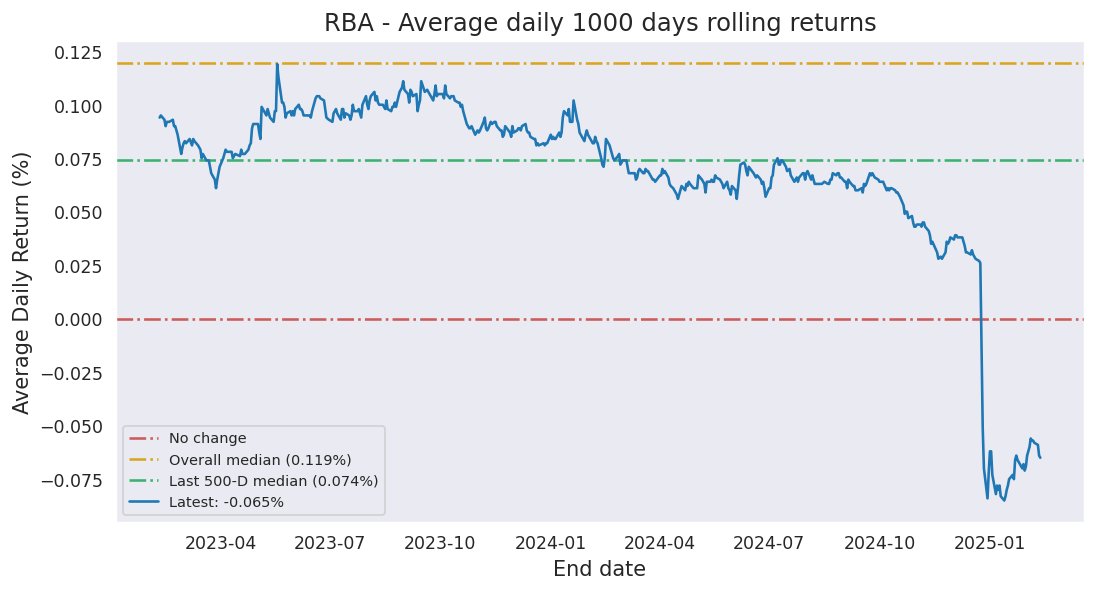 RBA - Average daily 1000 days rolling returns
Average Daily Return (%)
0.125
0.100
0.075
0.050
0.025
0.000
−0.025
−0.050
−0.075
No change
Overall median (0.119%)
Last 500-D median (0.074%)
Latest: -0.065%
2023-04 2023-07 2023-10 2024-01 2024-04 2024-07 2024-10 2025-01
End date